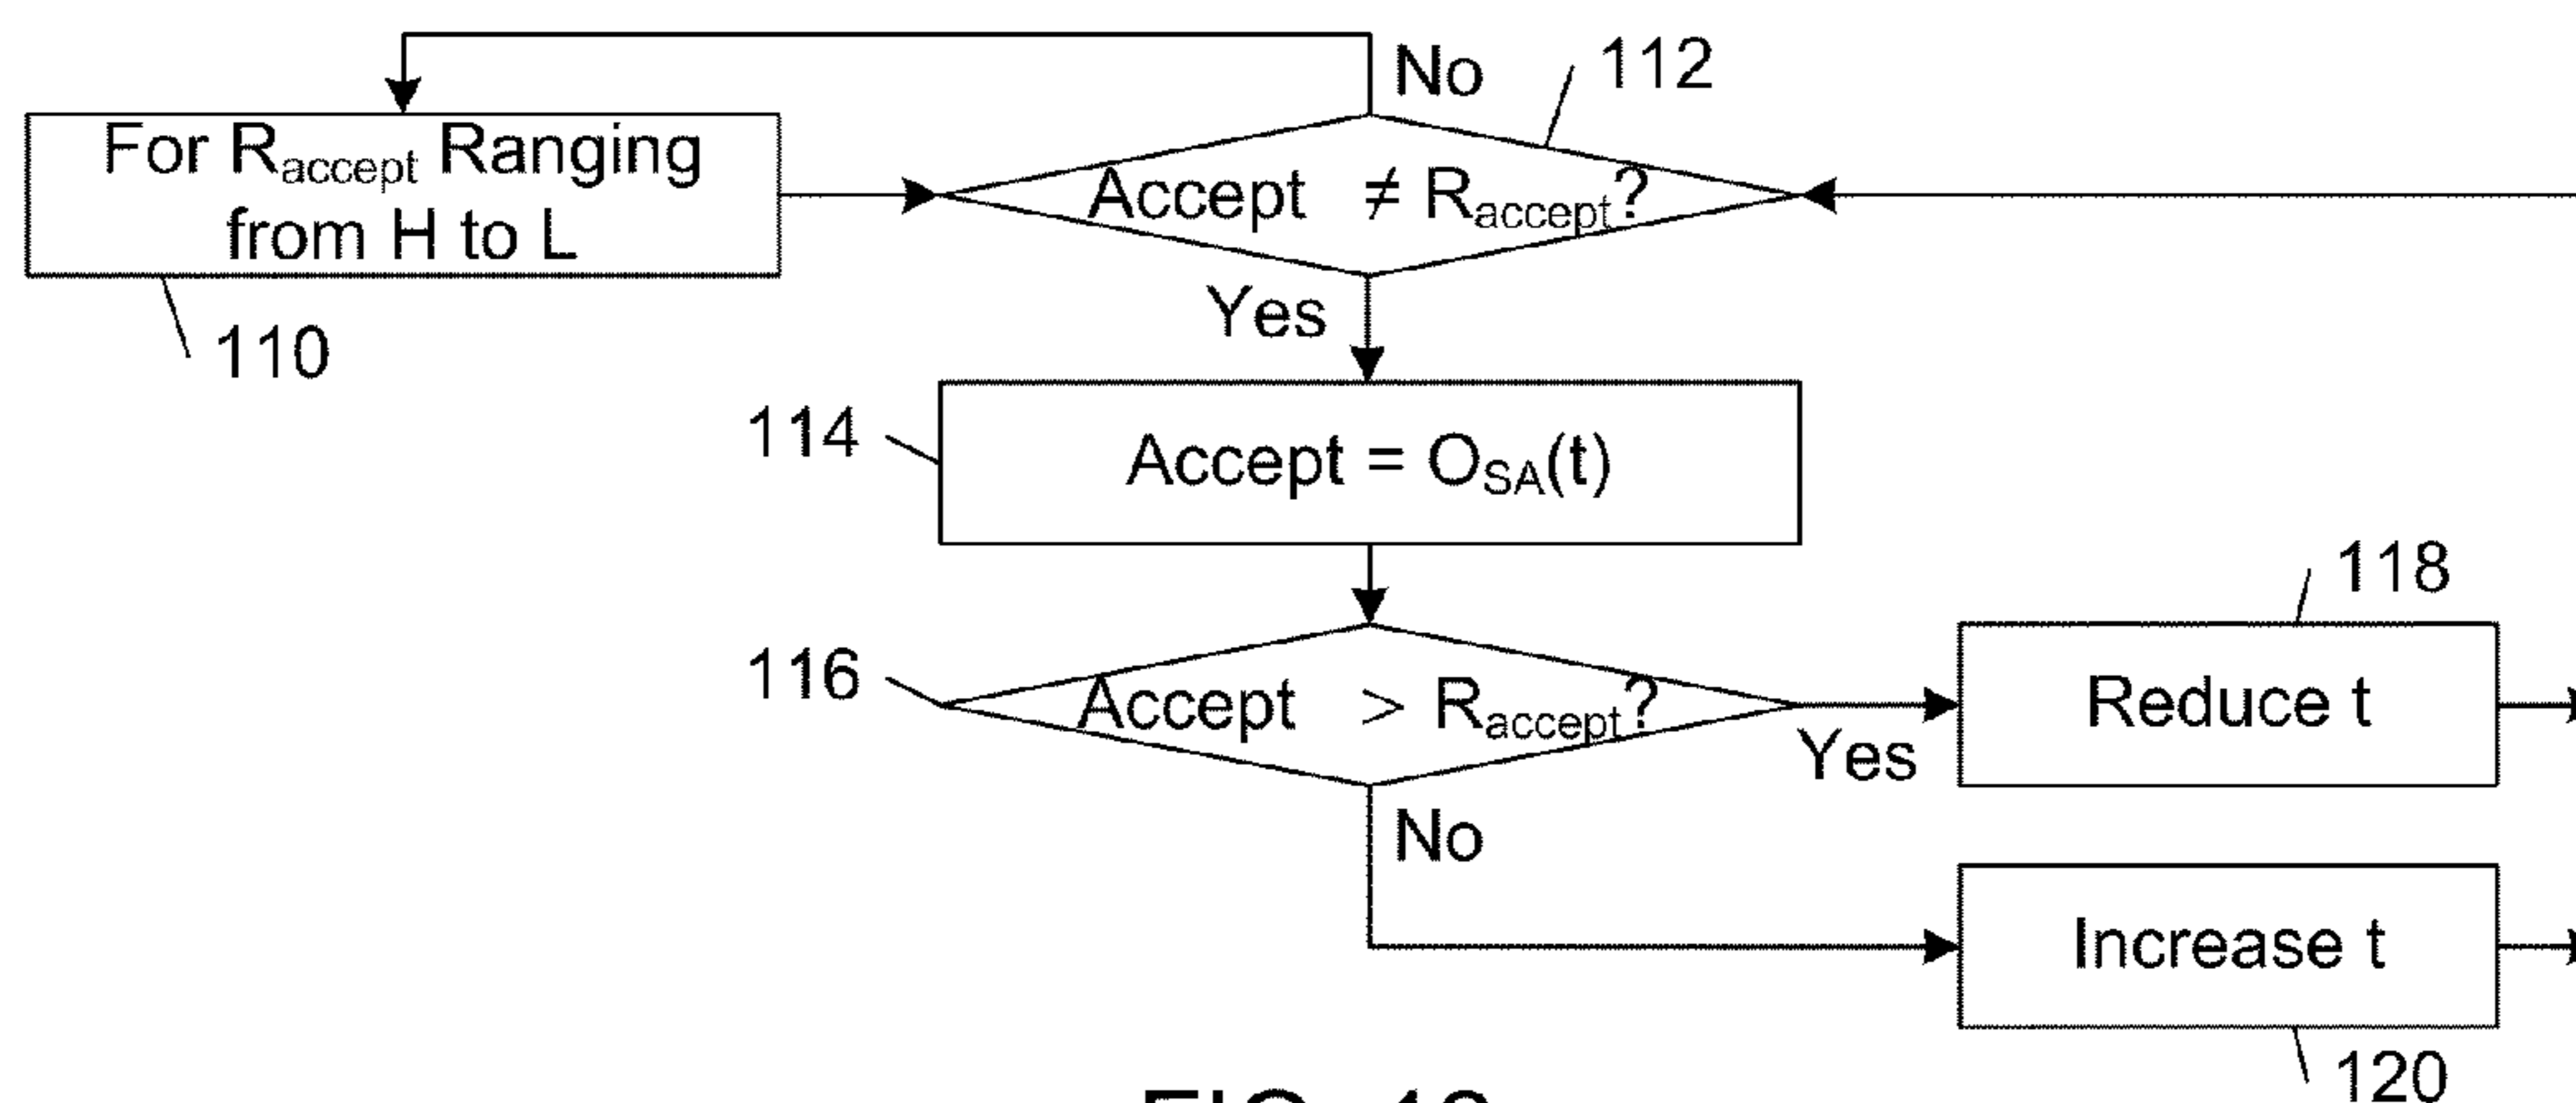 No
112
For Raccept Ranging
from H to L
Accept ≠ Raccept?
110
Yes
114
Accept = OSA(t)
118
116
Accept > Raccept?
Reduce t
Yes
No
Increase t
120